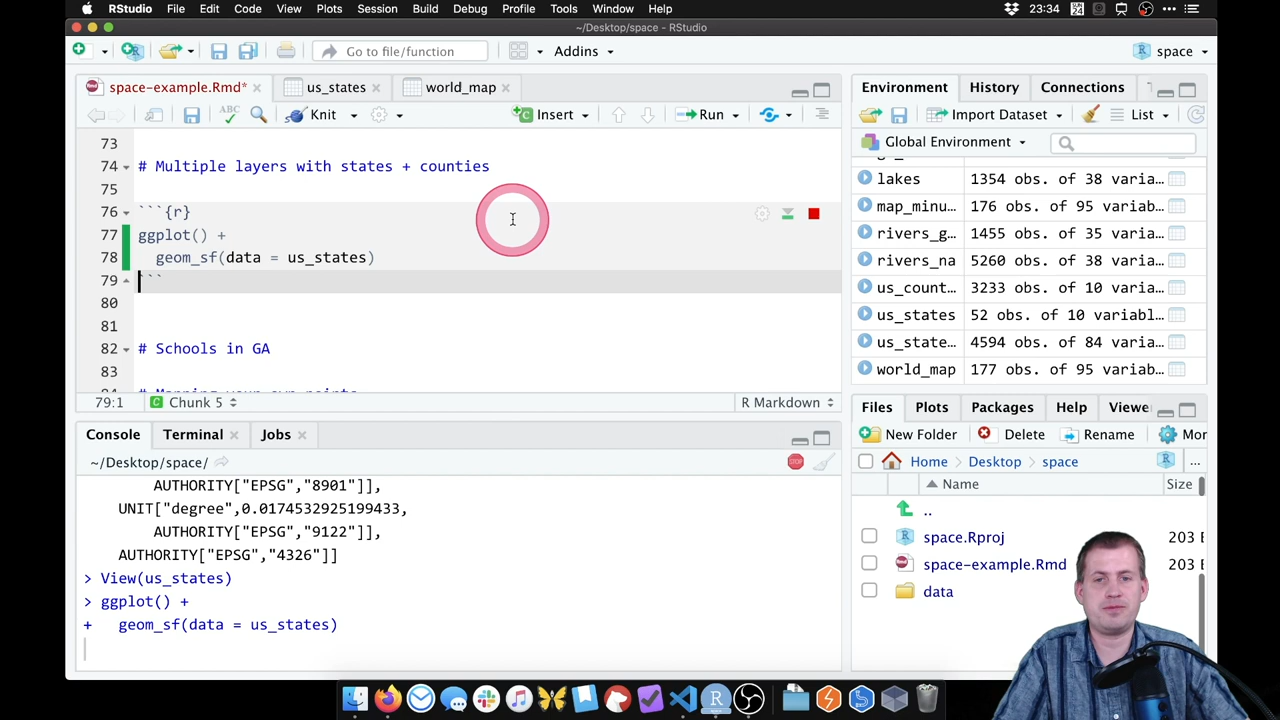 RStudio File Edit Code View Plots Session Build Debug Profile Tools Window Help 23:34
~/Desktop/space - RStudio
Go to file/function Addins space
space-example.Rmd* us_states world_map
Knit Insert Run
73
74 # Multiple layers with states + counties
75
76 ```{r}
77 ggplot() +
78 geom_sf(data = us_states)
79 ```
80
81
82 # Schools in GA
83
79:1 Chunk 5 R Markdown
Console Terminal Jobs
~/Desktop/space/
AUTHORITY["EPSG","8901"]],
UNIT["degree",0.0174532925199433,
AUTHORITY["EPSG","9122"]],
AUTHORITY["EPSG","4326"]]
> View(us_states)
> ggplot() +
+ geom_sf(data = us_states)
Environment History Connections
Import Dataset List
Global Environment
lakes 1354 obs. of 38 varia…
map_minu… 176 obs. of 95 variab…
rivers_g… 1455 obs. of 35 varia…
rivers_na 5260 obs. of 38 varia…
us_count… 3233 obs. of 10 varia…
us_states 52 obs. of 10 variabl…
us_state… 4594 obs. of 84 varia…
world_map 177 obs. of 95 variab…
Files Plots Packages Help Viewe
New Folder Delete Rename Mor
Home Desktop space ...
Name Size
..
space.Rproj 203
space-example.Rmd 203
data